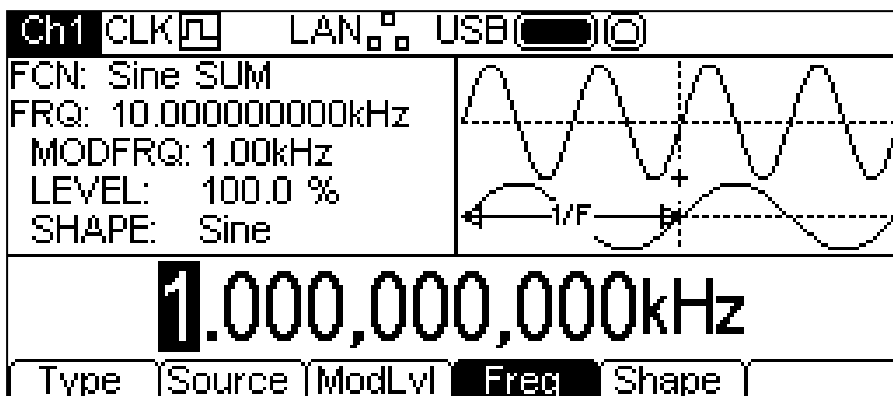 Ch1 CLK LAN USB
FCN: Sine SUM
FRQ: 10.000000000kHz
MODFRQ: 1.00kHz
LEVEL: 100.0 %
SHAPE: Sine
1/F
1.000,000,000kHz
Type Source ModLvl Freq Shape